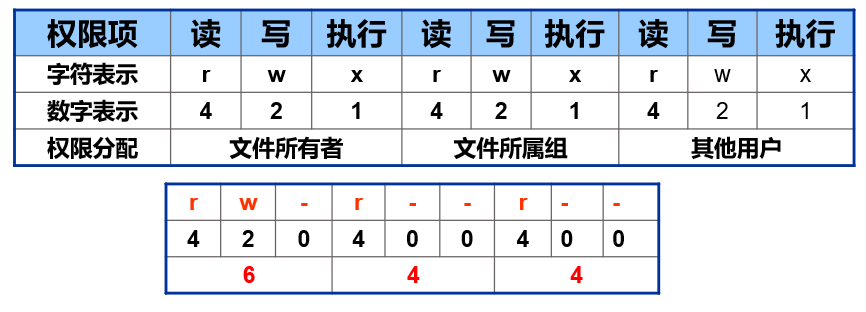 权限项 读 写 执行 读 写 执行 读 写 执行
字符表示 r w x r w x r w x
数字表示 4 2 1 4 2 1 4 2 1
权限分配 文件所有者 文件所属组 其他用户
r w - r - - r - -
4 2 0 4 0 0 4 0 0
6 4 4